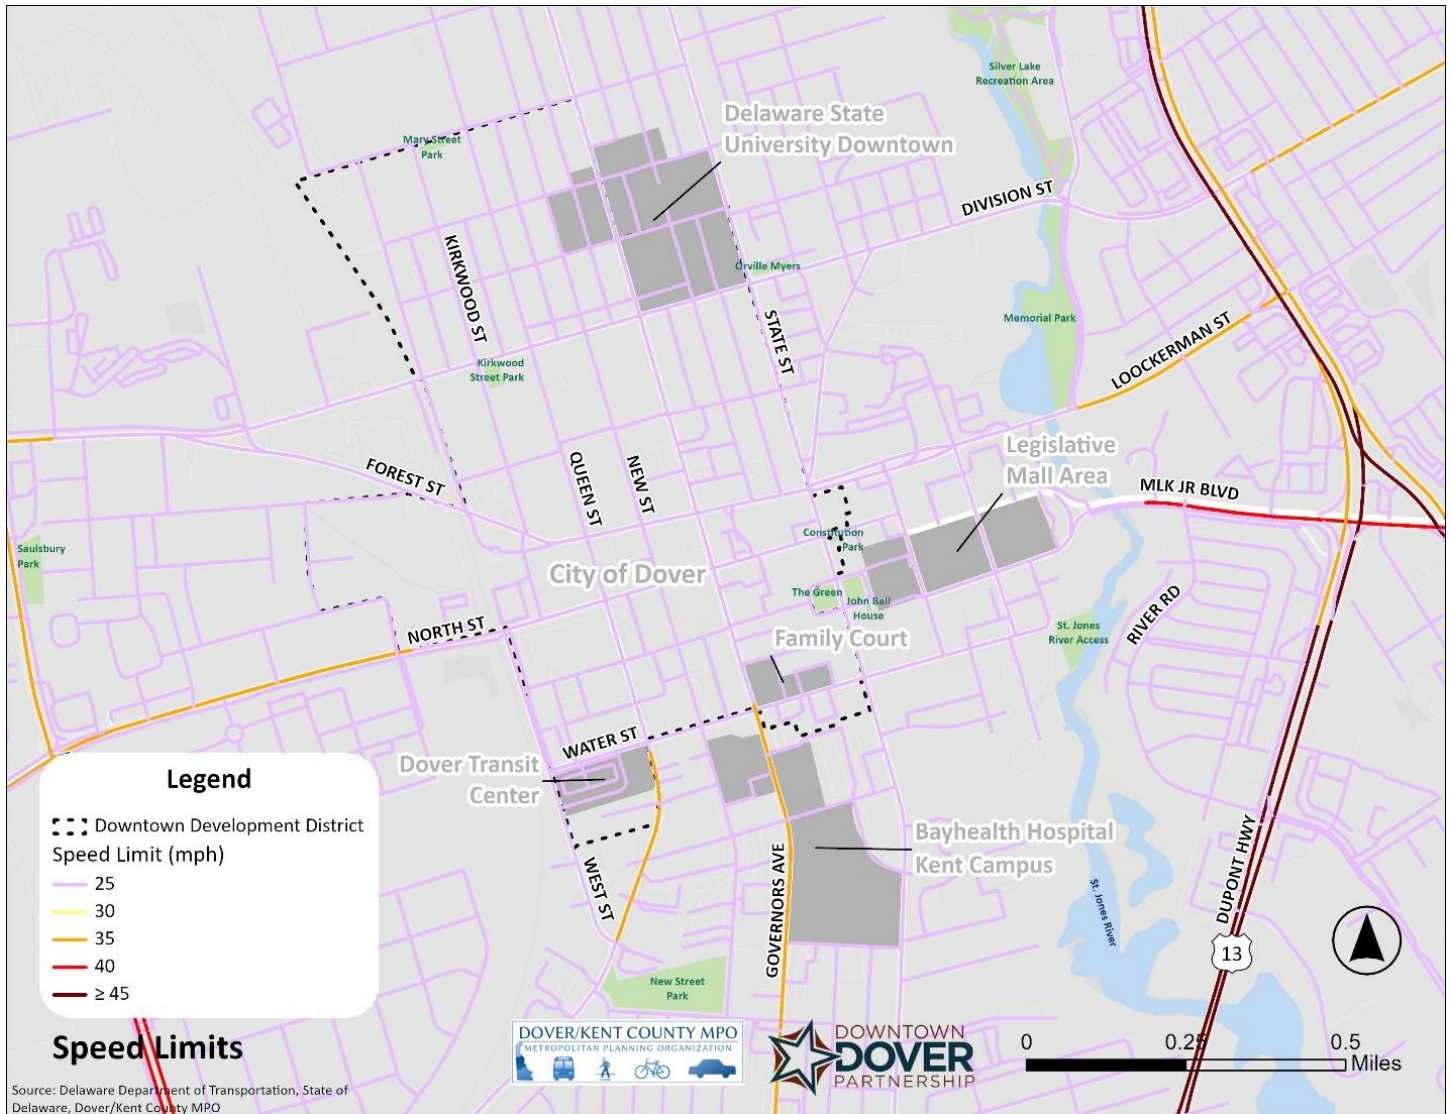 Silver Lake
Recreation Area
Delaware State
University Downtown
Mary Street
Park
DIVISION ST
KIRKWOOD ST
Orville Myers
STATE ST
Memorial Park
LOOCKERMAN ST
Kirkwood
Street Park
FOREST ST
QUEEN ST
NEW ST
Legislative
Mall Area
MLK JR BLVD
Constitution
Park
Saulsbury
Park
City of Dover
The Green
John Bell
House
NORTH ST
Family Court
St. Jones
River Access
RIVER RD
WATER ST
Dover Transit
Center
Bayhealth Hospital
Kent Campus
WEST ST
GOVERNORS AVE
DUPONT HWY
St. Jones River
13
New Street
Park
Legend
Downtown Development District
Speed Limit (mph)
25
30
35
40
≥ 45
Speed Limits
Source: Delaware Department of Transportation, State of
Delaware, Dover/Kent County MPO
DOVER/KENT COUNTY MPO
METROPOLITAN PLANNING ORGANIZATION
DOWNTOWN
DOVER
PARTNERSHIP
0 0.25 0.5
Miles